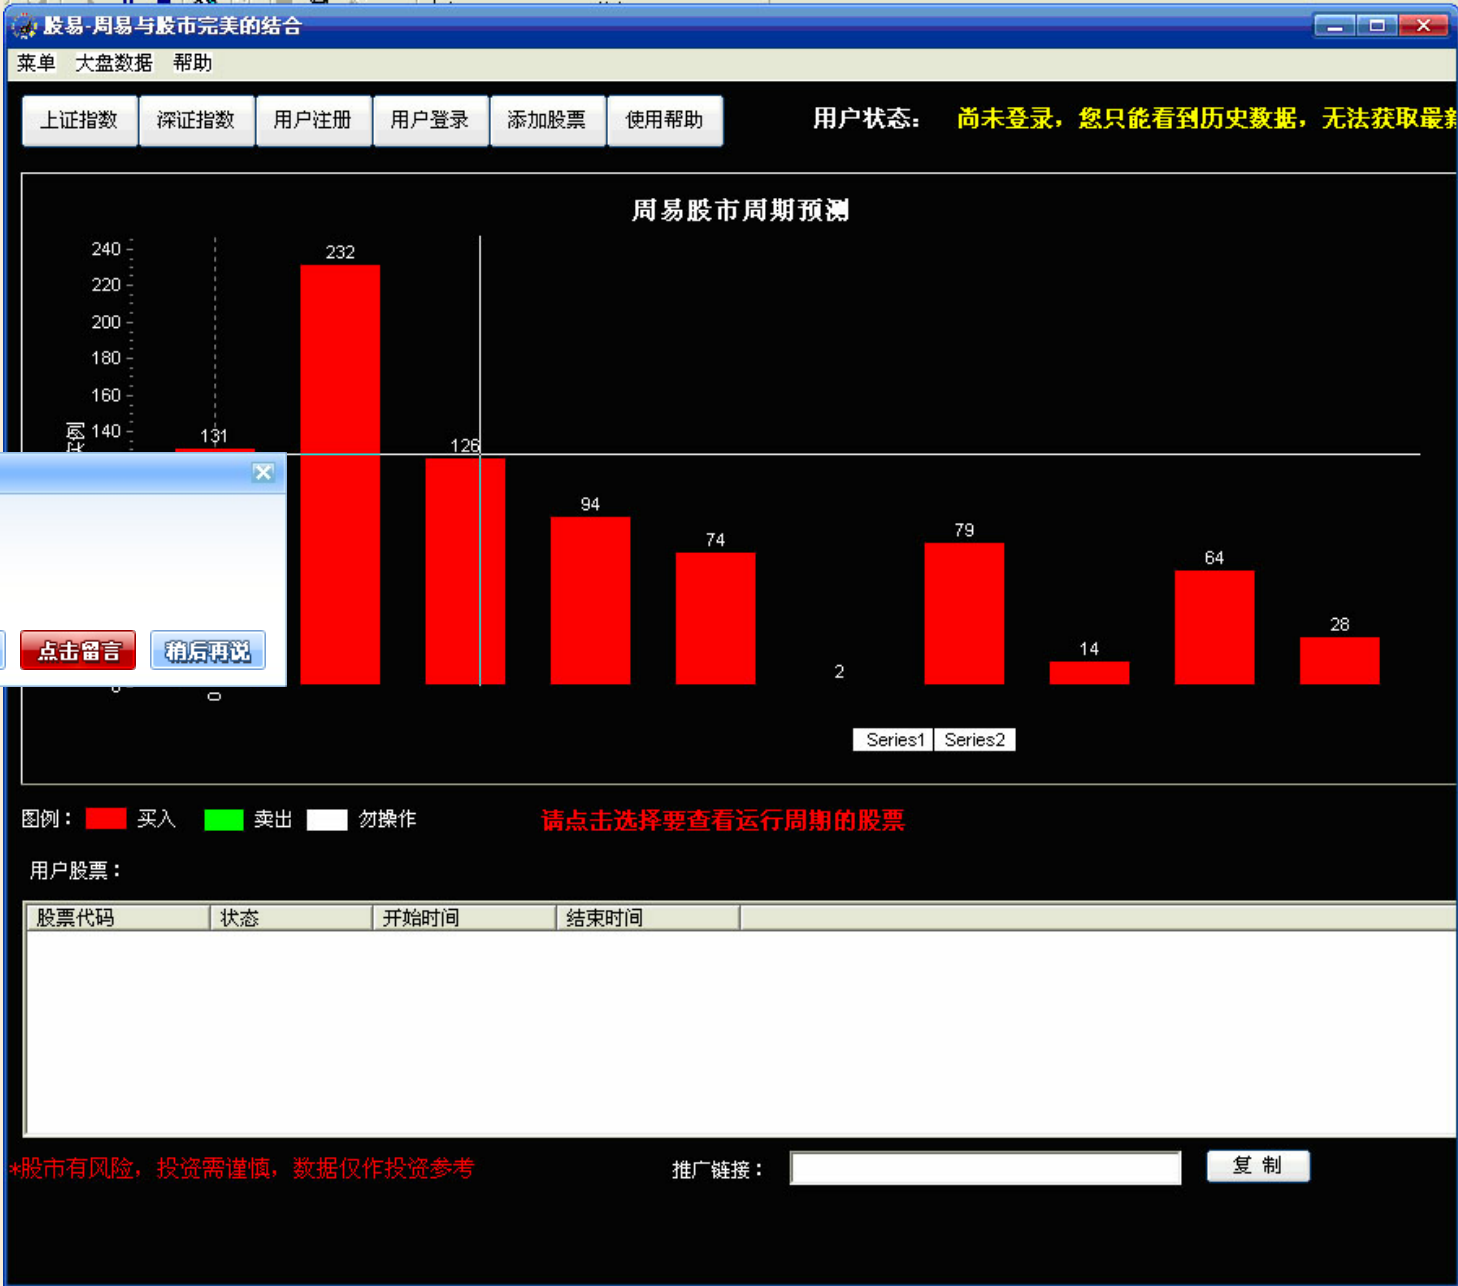 股易-周易与股市完美的结合
菜单 大盘数据 帮助
上证指数 深证指数 用户注册 用户登录 添加股票 使用帮助 用户状态： 尚未登录，您只能看到历史数据，无法获取最新
周易股市周期预测
240
220
200
180
160
140
131
232
126
94
74
2
79
14
64
28
0
点击留言 稍后再说
Series1 Series2
图例： 买入 卖出 勿操作 请点击选择要查看运行周期的股票
用户股票：
股票代码 状态 开始时间 结束时间
*股市有风险，投资需谨慎，数据仅作投资参考 推广链接： 复 制